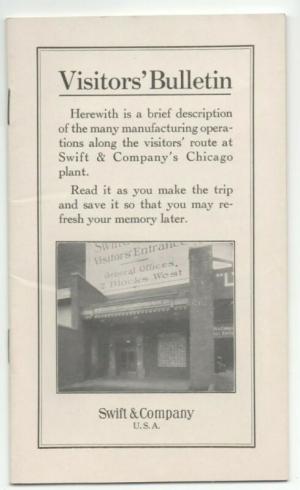 Visitors' Bulletin
Herewith is a brief description
of the many manufacturing opera-
tions along the visitors' route at
Swift & Company's Chicago
plant.
Read it as you make the trip
and save it so that you may re-
fresh your memory later.
Swift
Visitors' Entrance
General Offices,
2 Blocks West
Swift & Company
U. S. A.